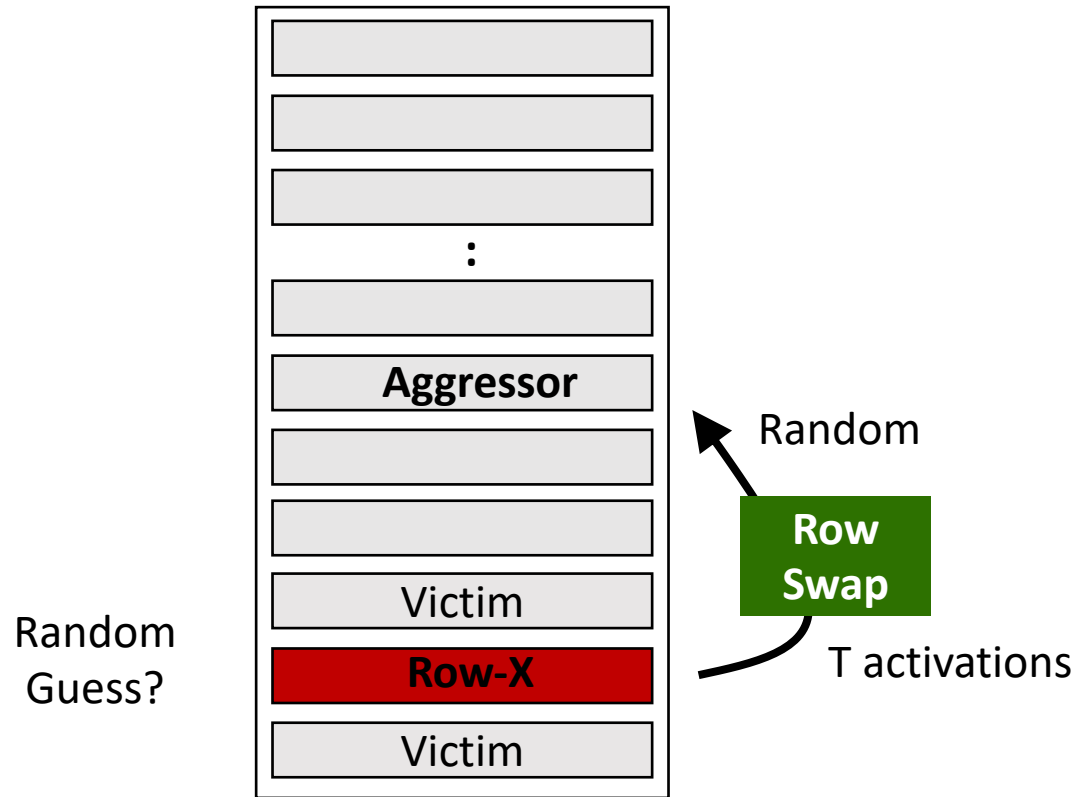 :
Aggressor
Random
Row
Swap
Victim
Random
Guess?
Row-X
T activations
Victim